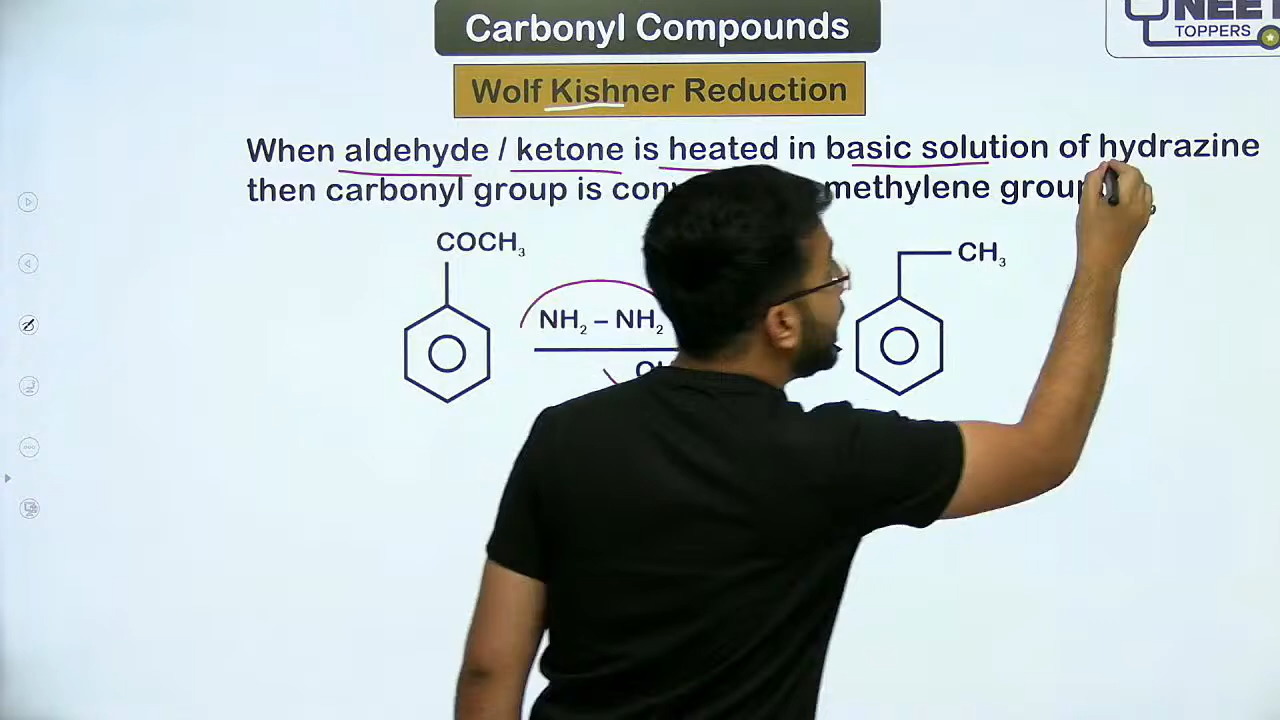 Carbonyl Compounds
NEET
TOPPERS
Wolf Kishner Reduction
When aldehyde / ketone is heated in basic solution of hydrazine
then carbonyl group is con methylene group
COCH₃
CH₃
NH₂ – NH₂